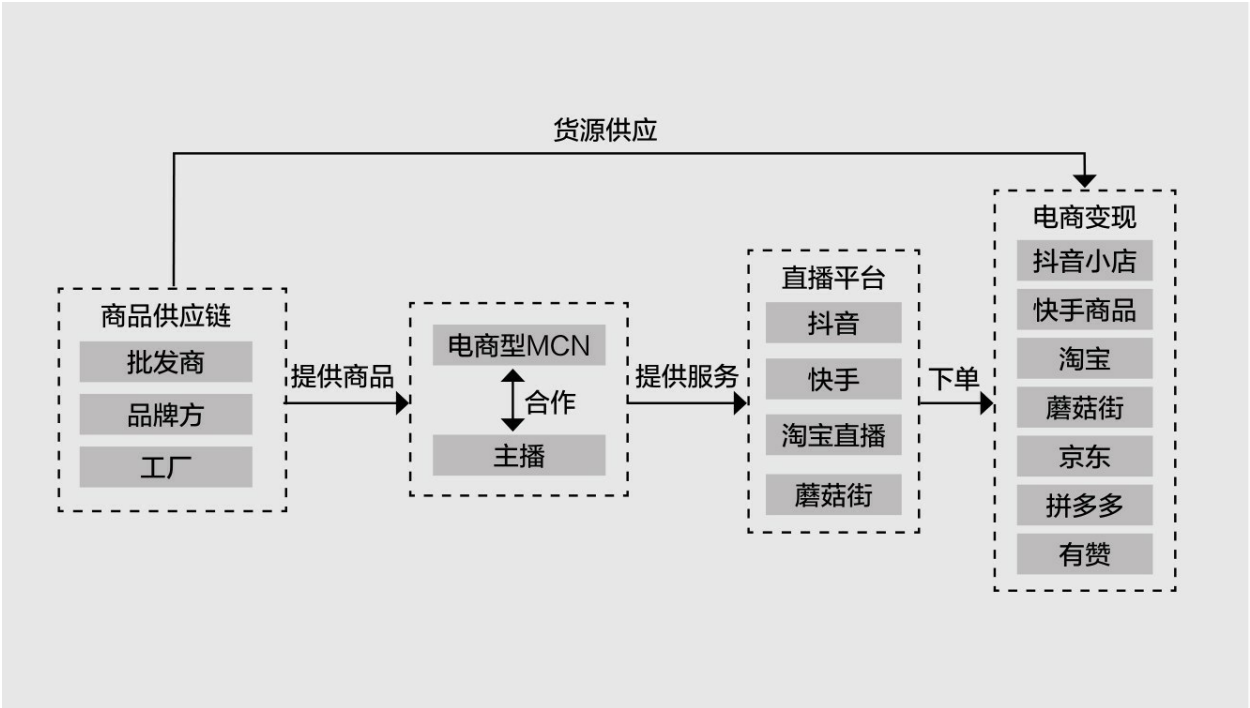 货源供应
商品供应链
批发商
品牌方
工厂
提供商品
电商型MCN
合作
主播
提供服务
直播平台
抖音
快手
淘宝直播
蘑菇街
下单
电商变现
抖音小店
快手商品
淘宝
蘑菇街
京东
拼多多
有赞